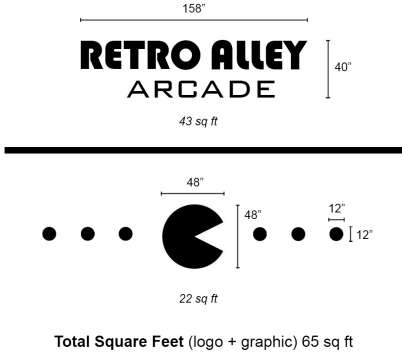 158”
RETRO ALLEY
ARCADE
40”
43 sq ft
48”
48”
12”
12”
22 sq ft
Total Square Feet (logo + graphic) 65 sq ft